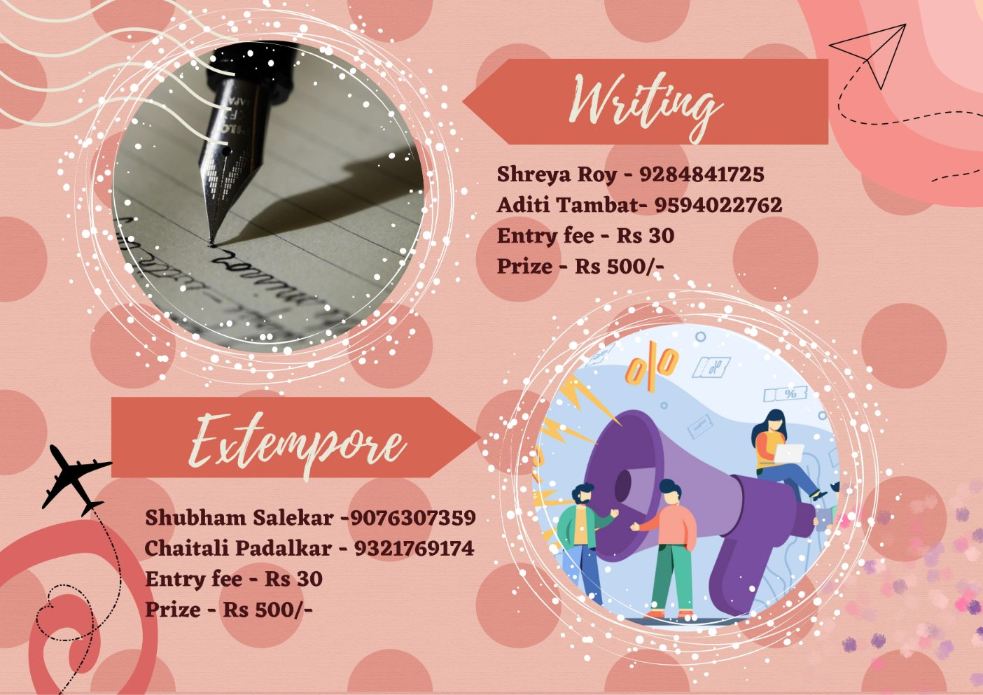 Writing
Shreya Roy - 9284841725
Aditi Tambat- 9594022762
Entry fee - Rs 30
Prize - Rs 500/-
%
%
Extempore
Shubham Salekar -9076307359
Chaitali Padalkar - 9321769174
Entry fee - Rs 30
Prize - Rs 500/-